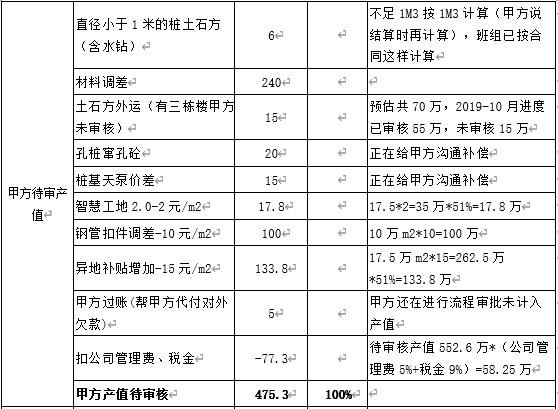 直径小于 1 米的桩土石方
（含水钻）
6
不足 1M3 按 1M3 计算（甲方说
结算时再计算），班组已按合
同这样计算
材料调差
240
土石方外运（有三栋楼甲方
未审核）
15
预估共 70 万，2019-10 月进度
已审核 55 万，未审核 15 万
孔桩窜孔砼
20
正在给甲方沟通补偿
桩基天泵价差
15
正在给甲方沟通补偿
甲方待审产
值
智慧工地 2.0-2 元/m2
17.8
17.5*2=35 万*51%=17.8 万
钢管扣件调差-10 元/m2
100
10 万 m2*10=100 万
异地补贴增加-15 元/m2
133.8
17.5 万 m2*15=262.5 万
*51%=133.8 万
甲方过账(帮甲方代付对外
欠款)
5
甲方还在进行流程审批未计入
产值
扣公司管理费、税金
-77.3
待审核产值 552.6 万*（公司管
理费 5%+税金 9%）=58.25 万
甲方产值待审核
475.3
100%